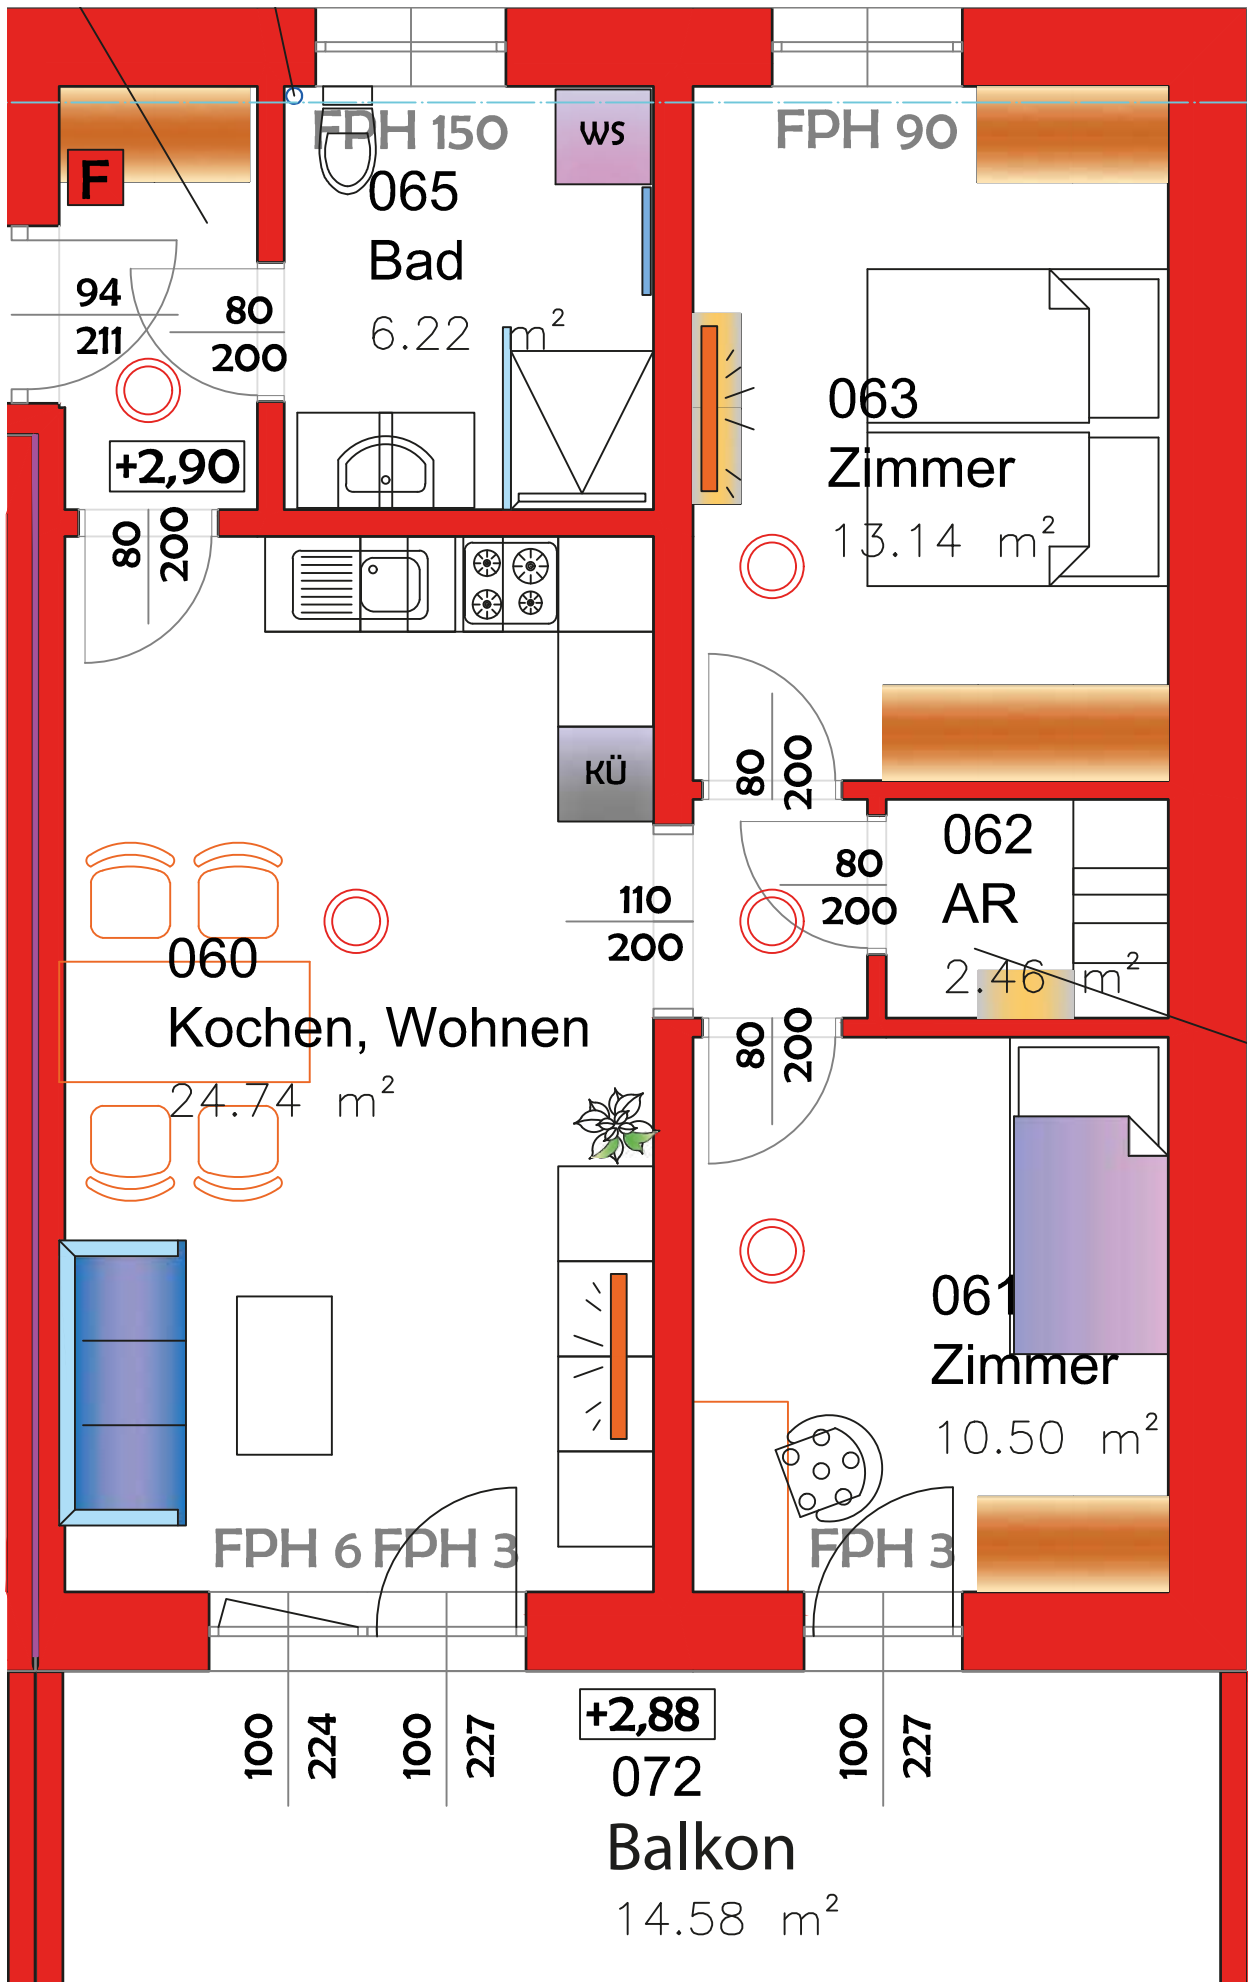 FPH 150
WS
FPH 90
F
065
Bad
6.22 m²
94
211
80
200
063
Zimmer
13.14 m²
+2,90
80
200
KÜ
80
200
062
AR
2.46 m²
80
200
110
200
060
Kochen, Wohnen
24.74 m²
80
200
061
Zimmer
10.50 m²
FPH 6 FPH 3
FPH 3
100
224
100
227
+2,88
100
227
072
Balkon
14.58 m²